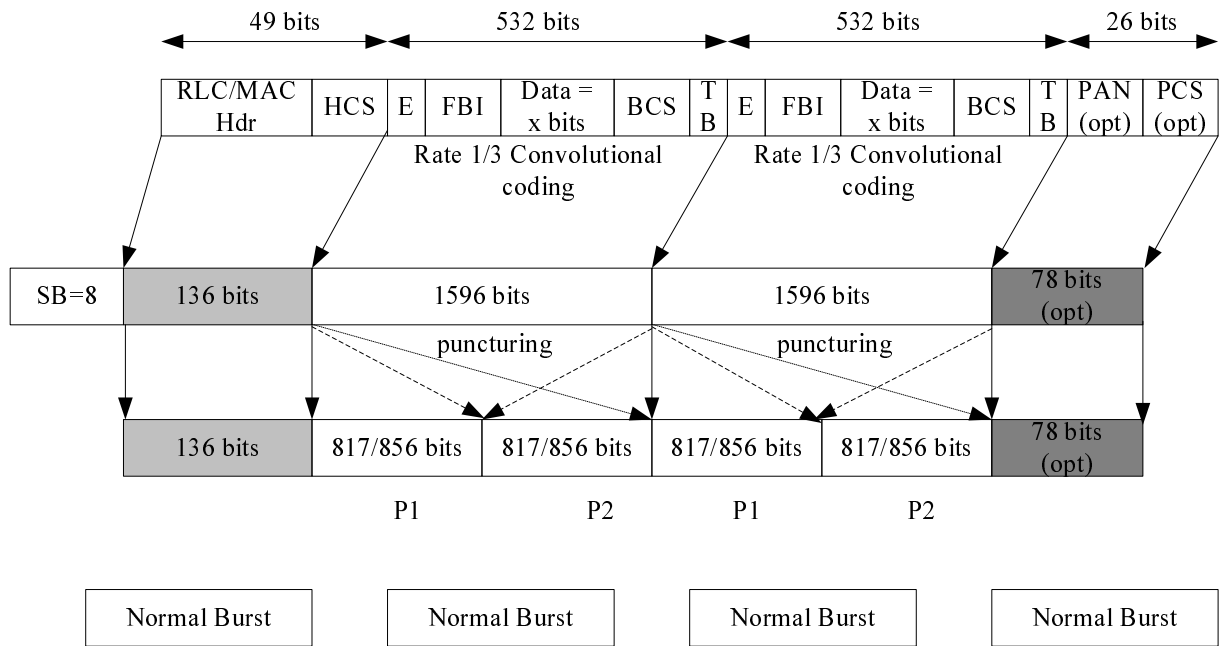 49 bits 532 bits 532 bits 26 bits
RLC/MAC Hdr HCS E FBI Data = x bits BCS T B E FBI Data = x bits BCS T B PAN (opt) PCS (opt)
Rate 1/3 Convolutional coding Rate 1/3 Convolutional coding
SB=8 136 bits 1596 bits 1596 bits 78 bits (opt)
puncturing puncturing
136 bits 817/856 bits 817/856 bits 817/856 bits 817/856 bits 78 bits (opt)
P1 P2 P1 P2
Normal Burst Normal Burst Normal Burst Normal Burst